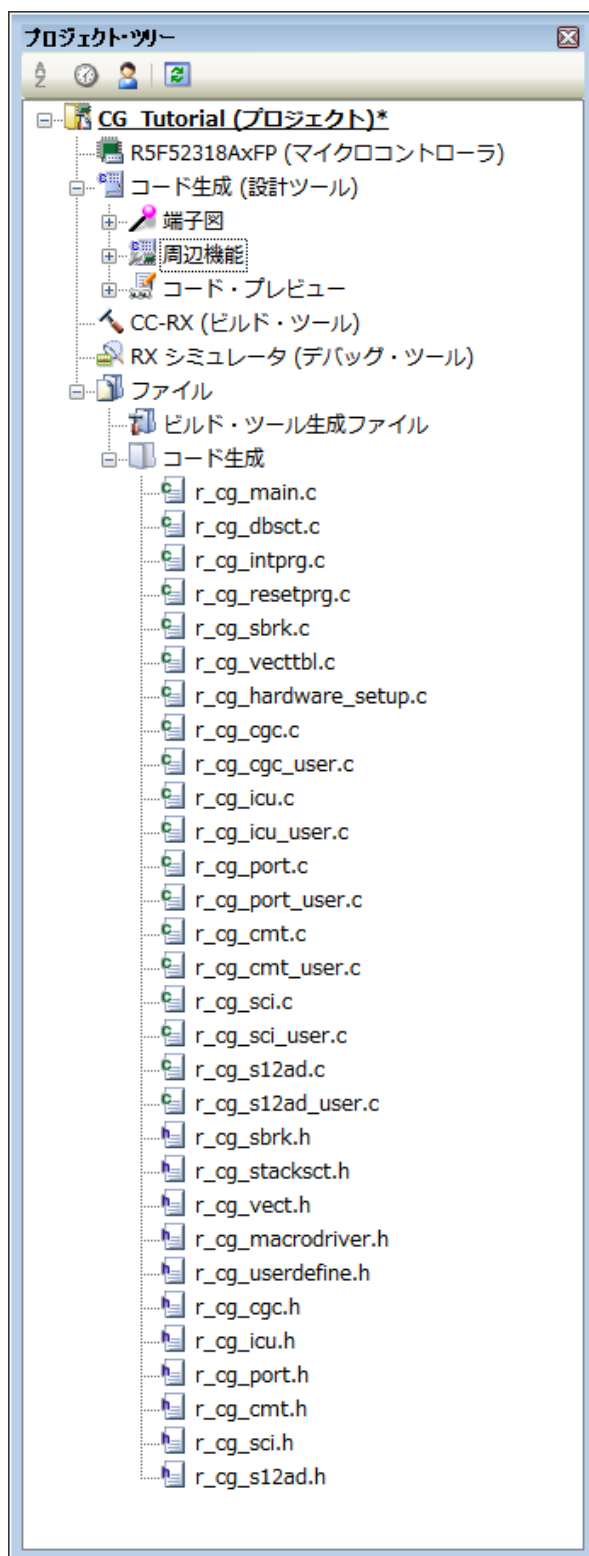 プロジェクト・ツリー
CG_Tutorial (プロジェクト)*
R5F52318AxFP (マイクロコントローラ)
コード生成 (設計ツール)
端子図
周辺機能
コード・プレビュー
CC-RX (ビルド・ツール)
RX シミュレータ (デバッグ・ツール)
ファイル
ビルド・ツール生成ファイル
コード生成
r_cg_main.c
r_cg_dbsct.c
r_cg_intprg.c
r_cg_resetprg.c
r_cg_sbrk.c
r_cg_vecttbl.c
r_cg_hardware_setup.c
r_cg_cgc.c
r_cg_cgc_user.c
r_cg_icu.c
r_cg_icu_user.c
r_cg_port.c
r_cg_port_user.c
r_cg_cmt.c
r_cg_cmt_user.c
r_cg_sci.c
r_cg_sci_user.c
r_cg_s12ad.c
r_cg_s12ad_user.c
r_cg_sbrk.h
r_cg_stacksct.h
r_cg_vect.h
r_cg_macrodriver.h
r_cg_userdefine.h
r_cg_cgc.h
r_cg_icu.h
r_cg_port.h
r_cg_cmt.h
r_cg_sci.h
r_cg_s12ad.h